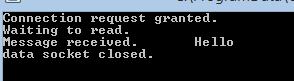 Connection request granted.
Waiting to read.
Message received.       Hello
data socket closed.